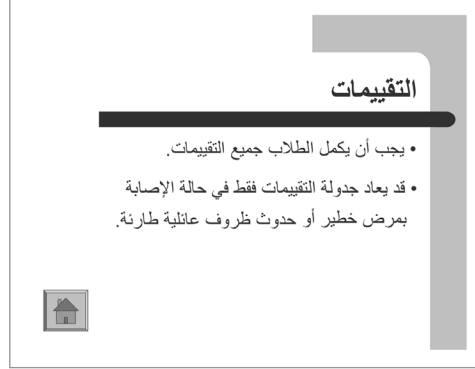 التقييمات
• يجب أن يكمل الطلاب جميع التقييمات.
• قد يعاد جدولة التقييمات فقط في حالة الإصابة
بمرض خطير أو حدوث ظروف عائلية طارئة.